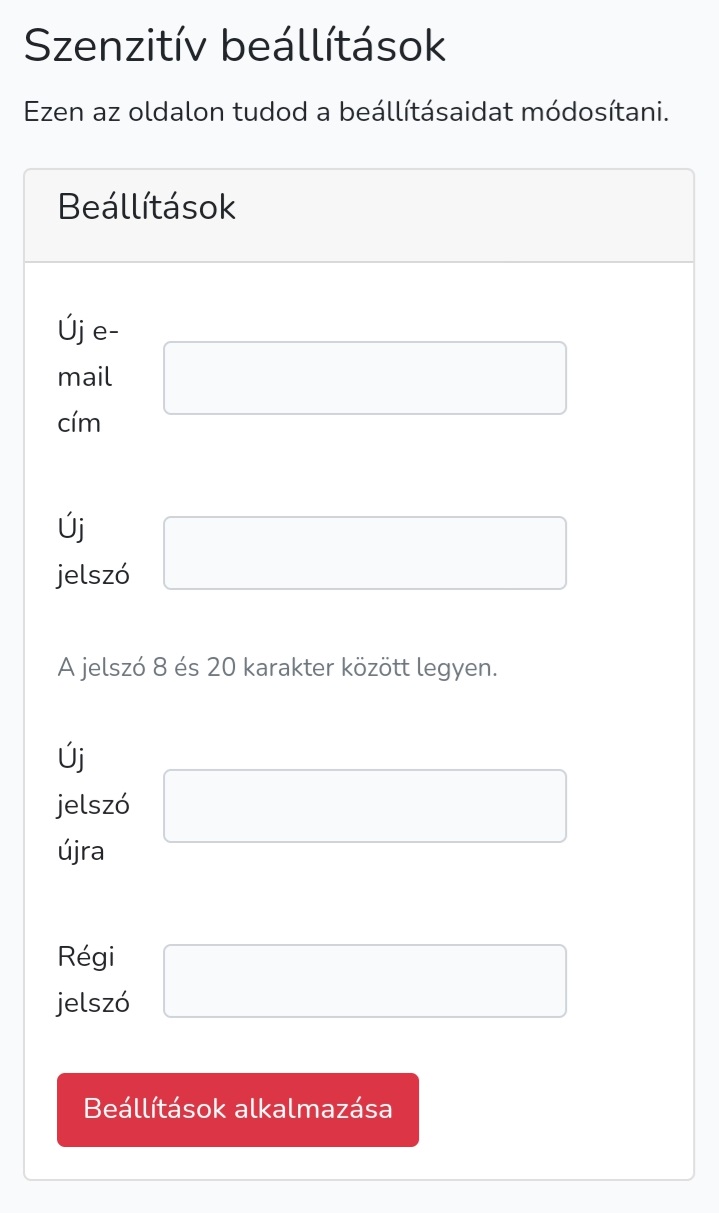 Szenzitív beállítások
Ezen az oldalon tudod a beállításaidat módosítani.
Beállítások
Új e-
mail
cím
Új
jelszó
A jelszó 8 és 20 karakter között legyen.
Új
jelszó
újra
Régi
jelszó
Beállítások alkalmazása